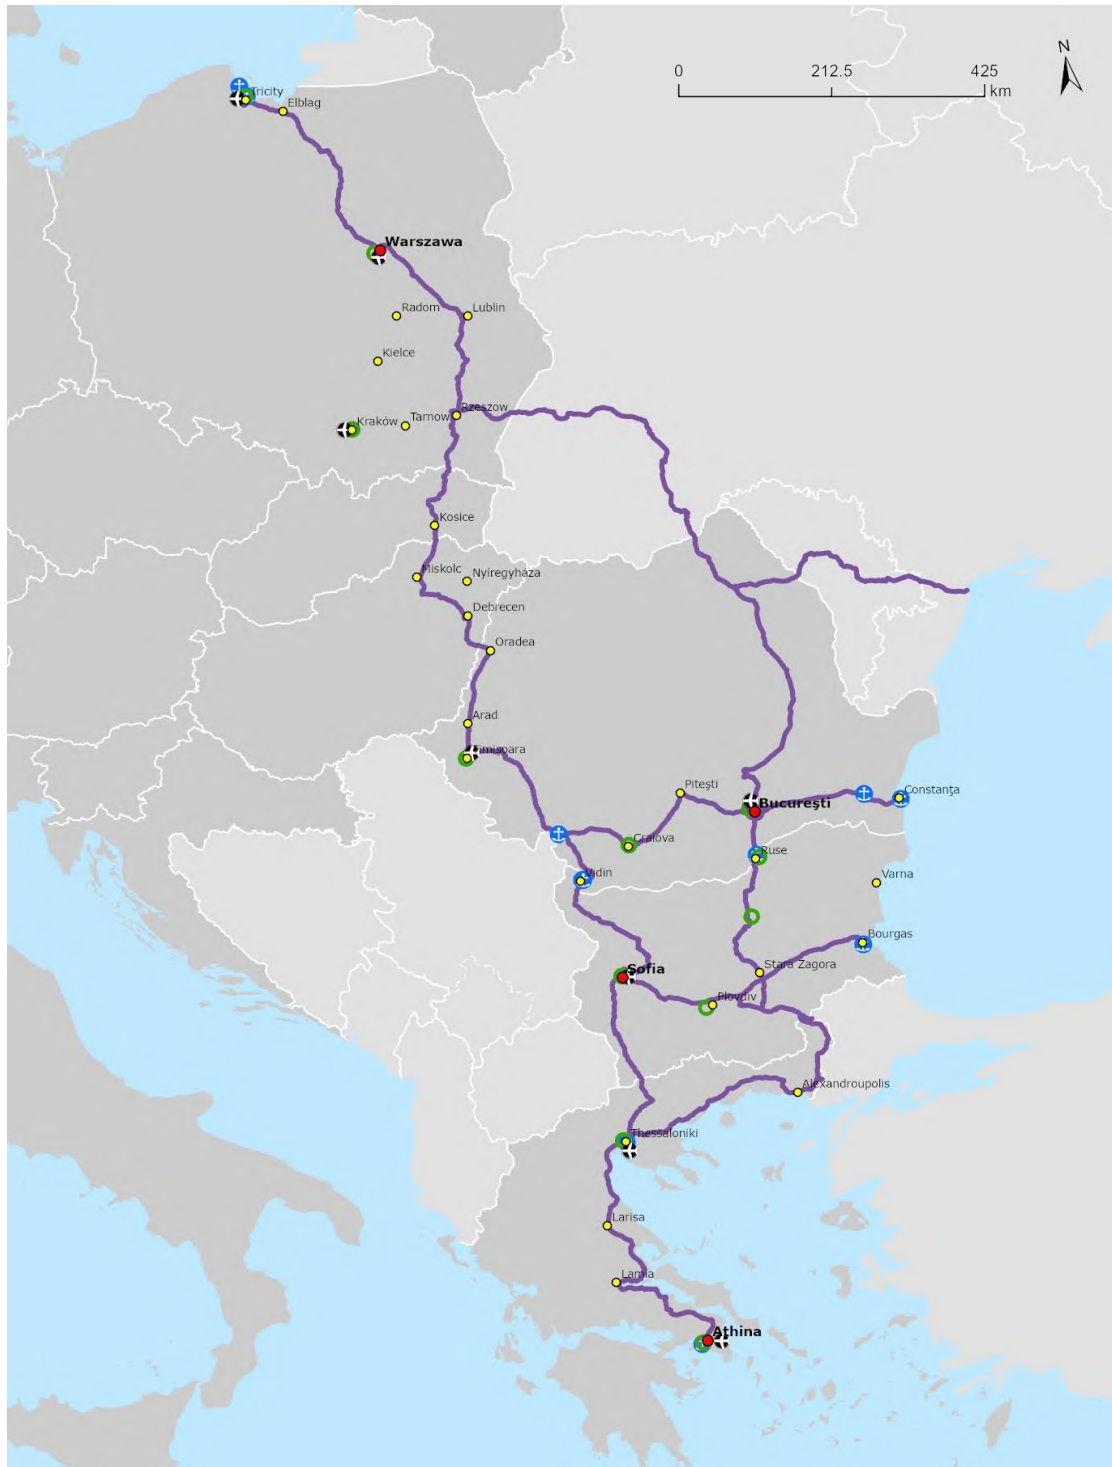 N
0 212.5 425
km
Tricity
Elblag
Warszawa
Radom
Lublin
Kielce
Rzeszow
Kraków
Tarnow
Kosice
Miskolc
Nyíregyháza
Debrecen
Oradea
Arad
Timişoara
Piteşti
Constanţa
Bucureşti
Craiova
Ruse
Vidin
Varna
Bourgas
Sofia
Stara Zagora
Plovdiv
Alexandroupolis
Thessaloniki
Larisa
Lamia
Athina